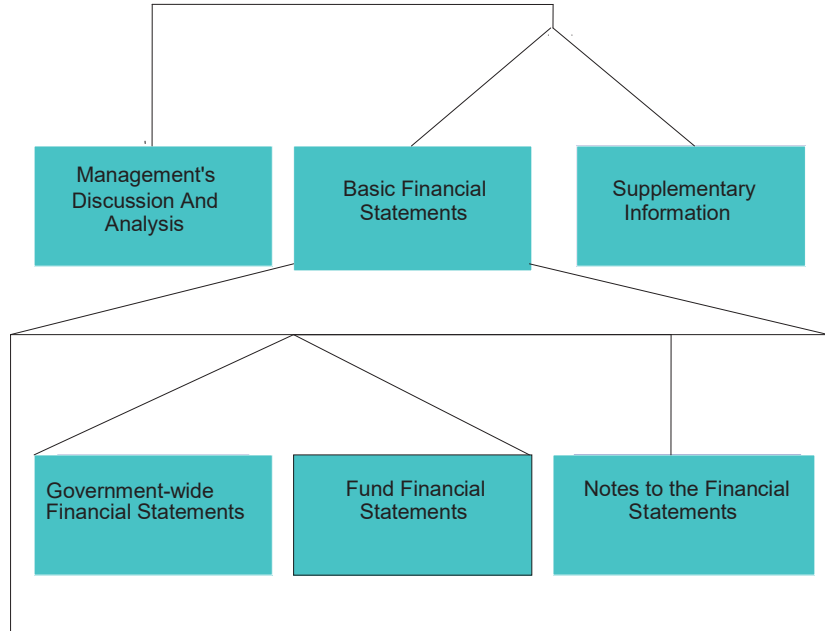 Management's
Discussion And
Analysis
Basic Financial
Statements
Supplementary
Information
Government-wide
Financial Statements
Fund Financial
Statements
Notes to the Financial
Statements